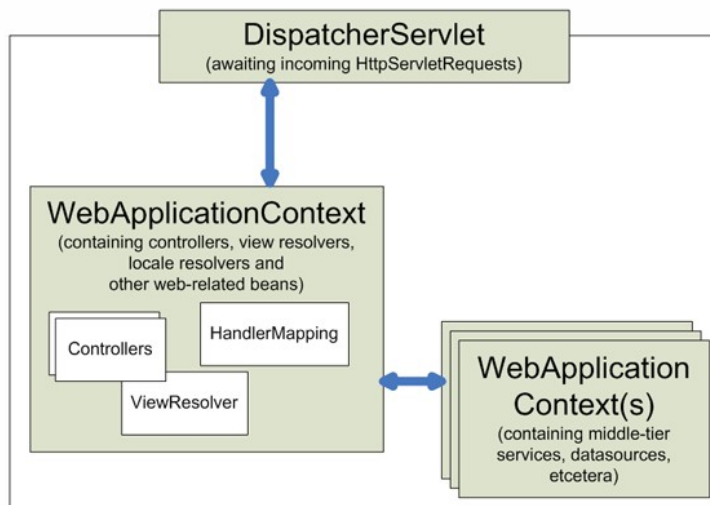 DispatcherServlet
(awaiting incoming HttpServletRequests)
WebApplicationContext
(containing controllers, view resolvers,
locale resolvers and
other web-related beans)
Controllers
HandlerMapping
ViewResolver
WebApplication
Context(s)
(containing middle-tier
services, datasources,
etcetera)